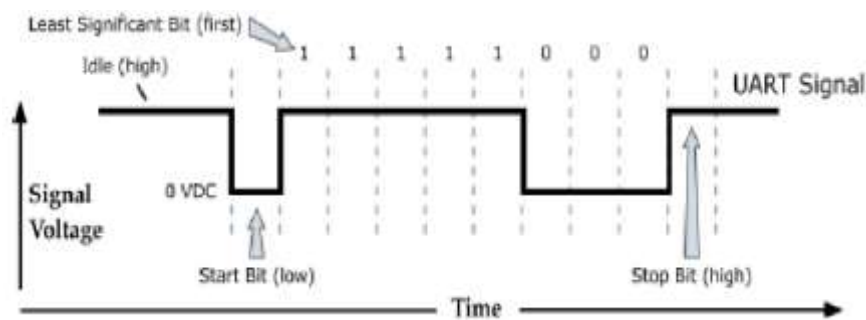 Least Significant Bit (first)
1 1 1 1 1 0 0 0
Idle (high)
UART Signal
Signal
Voltage
0 VDC
Start Bit (low)
Stop Bit (high)
Time